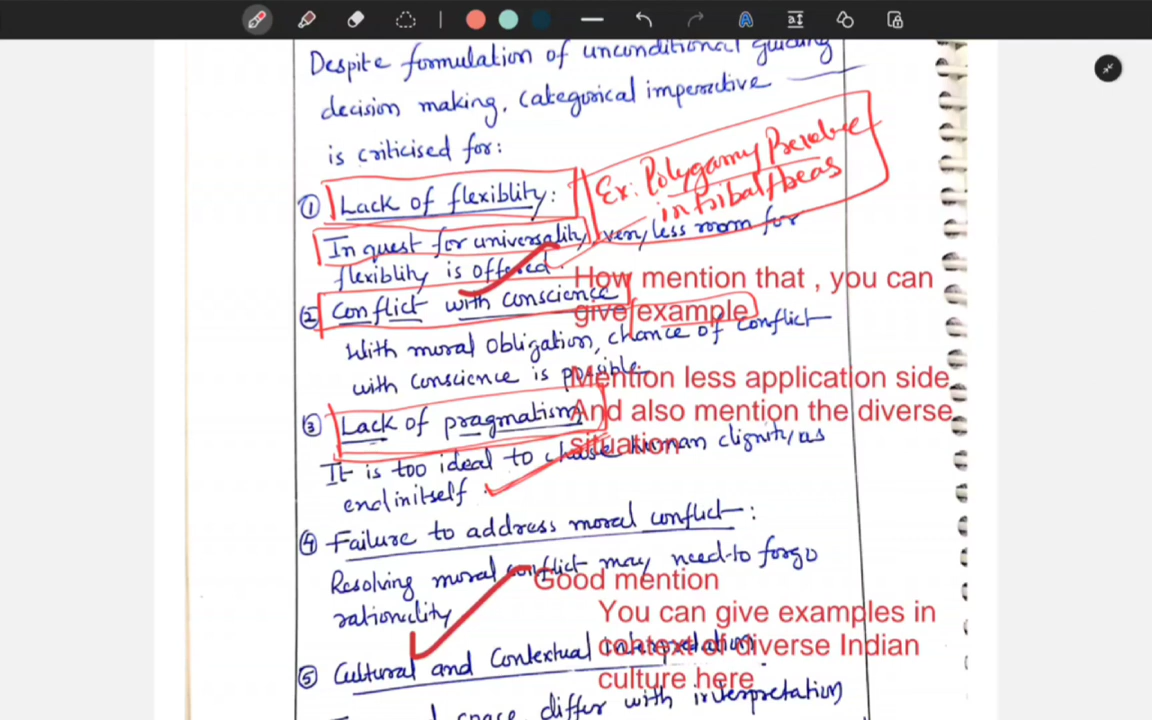 Despite formulation of unconditional guiding
decision making, Categorical imperative
is criticised for:
① Lack of flexiblity:
Ex: Polygamy Prevalent
in tribal areas
In quest for universality, very less room for
flexiblity is offered.
② Conflict with conscience
How mention that , you can
give example
With moral obligation, chance of conflict
with conscience is possible.
Mention less application side
And also mention the diverse
situation
③ Lack of pragmatism
It is too ideal to chase human dignity as
end in itself
④ Failure to address moral conflict:
Resolving moral conflict may need to forgo
rationality
Good mention
You can give examples in
context of diverse Indian
culture here
⑤ Cultural and Contextual interpretation
space differ with interpretation